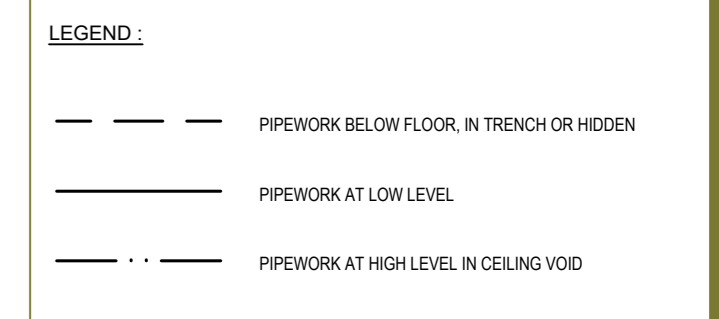 LEGEND :
PIPEWORK BELOW FLOOR, IN TRENCH OR HIDDEN
PIPEWORK AT LOW LEVEL
PIPEWORK AT HIGH LEVEL IN CEILING VOID